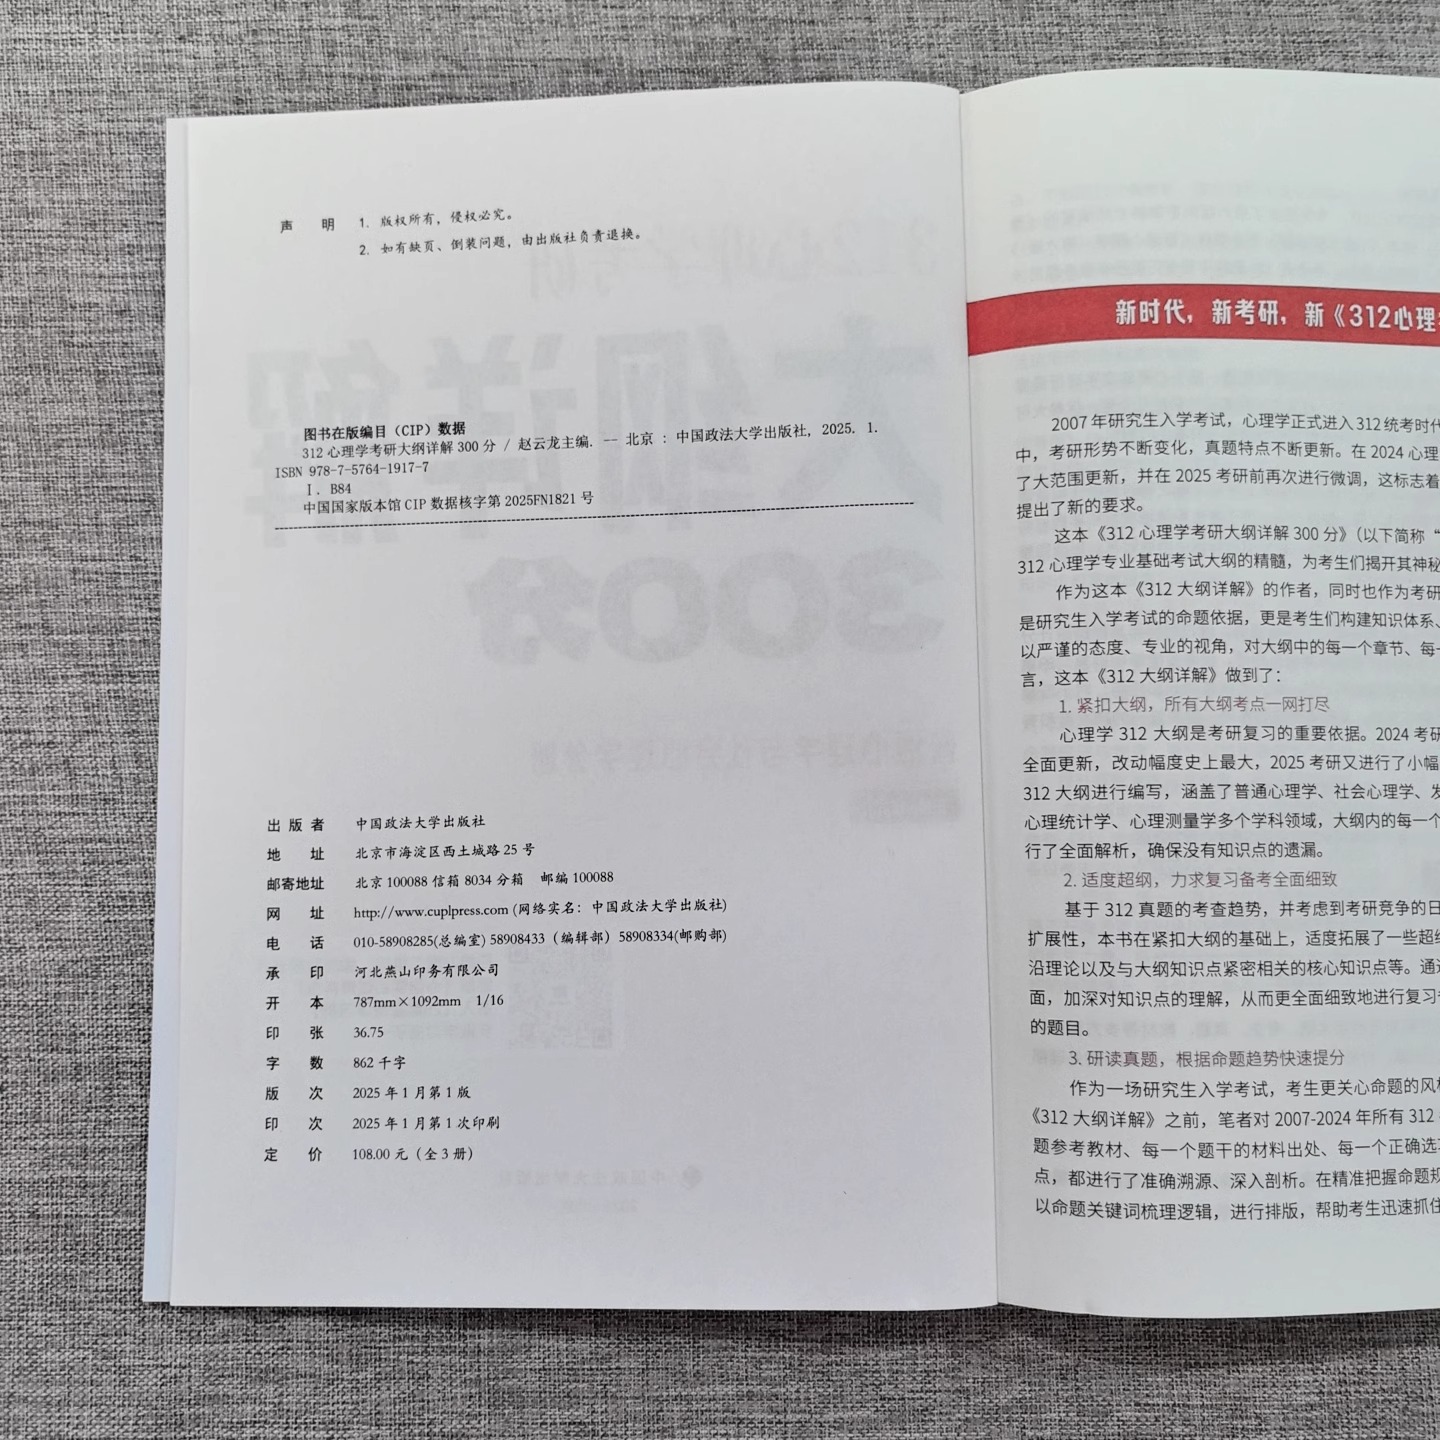 声 明 1. 版权所有，侵权必究。
2. 如有缺页、倒装问题，由出版社负责退换。
图书在版编目（CIP）数据
312 心理学考研大纲详解 300 分 / 赵云龙主编. -- 北京 : 中国政法大学出版社, 2025. 1.
ISBN 978-7-5764-1917-7
Ⅰ. B84
中国国家版本馆 CIP 数据核字第 2025FN1821 号
出 版 者 中国政法大学出版社
地 址 北京市海淀区西土城路 25 号
邮寄地址 北京 100088 信箱 8034 分箱 邮编 100088
网 址 http://www.cuplpress.com (网络实名：中国政法大学出版社)
电 话 010-58908285(总编室) 58908433（编辑部）58908334(邮购部)
承 印 河北燕山印务有限公司
开 本 787mm×1092mm 1/16
印 张 36.75
字 数 862 千字
版 次 2025 年 1 月第 1 版
印 次 2025 年 1 月第 1 次印刷
定 价 108.00 元（全 3 册）
新时代，新考研，新《312心理
2007 年研究生入学考试，心理学正式进入 312 统考时代
中，考研形势不断变化，真题特点不断更新。在 2024 心理
了大范围更新，并在 2025 考研前再次进行微调，这标志着
提出了新的要求。
这本《312 心理学考研大纲详解 300 分》（以下简称“
312 心理学专业基础考试大纲的精髓，为考生们揭开其神秘
作为这本《312 大纲详解》的作者，同时也作为考研
是研究生入学考试的命题依据，更是考生们构建知识体系、
以严谨的态度、专业的视角，对大纲中的每一个章节、每一
言，这本《312 大纲详解》做到了：
1. 紧扣大纲，所有大纲考点一网打尽
心理学 312 大纲是考研复习的重要依据。2024 考研
全面更新，改动幅度史上最大，2025 考研又进行了小幅
312 大纲进行编写，涵盖了普通心理学、社会心理学、发
心理统计学、心理测量学多个学科领域，大纲内的每一个
行了全面解析，确保没有知识点的遗漏。
2. 适度超纲，力求复习备考全面细致
基于 312 真题的考查趋势，并考虑到考研竞争的日
扩展性，本书在紧扣大纲的基础上，适度拓展了一些超纲
沿理论以及与大纲知识点紧密相关的核心知识点等。通过
面，加深对知识点的理解，从而更全面细致地进行复习
的题目。
3. 研读真题，根据命题趋势快速提分
作为一场研究生入学考试，考生更关心命题的风格
《312 大纲详解》之前，笔者对 2007-2024 年所有 312
题参考教材、每一个题干的材料出处、每一个正确选项
点，都进行了准确溯源、深入剖析。在精准把握命题规
以命题关键词梳理逻辑，进行排版，帮助考生迅速抓住